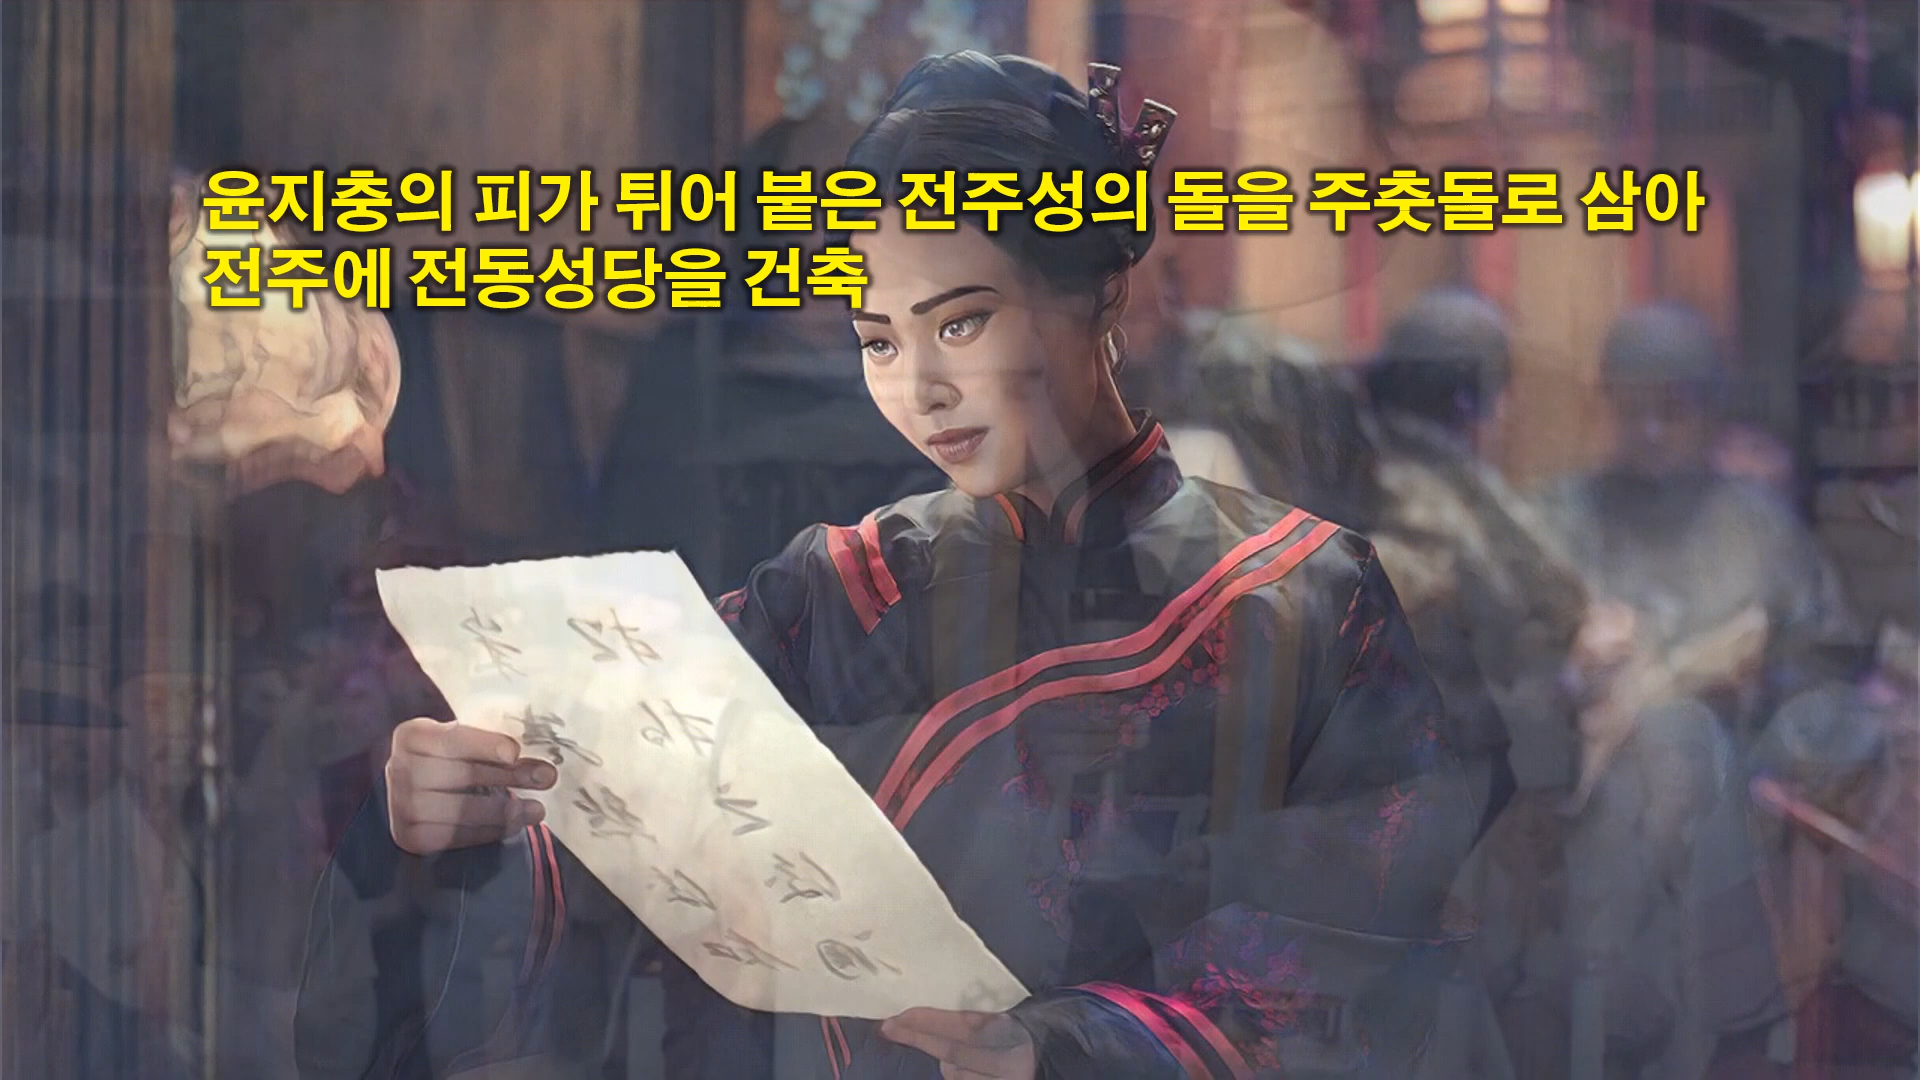 윤지충의 피가 튀어 붙은 전주성의 돌을 주춧돌로 삼아
전주에 전동성당을 건축